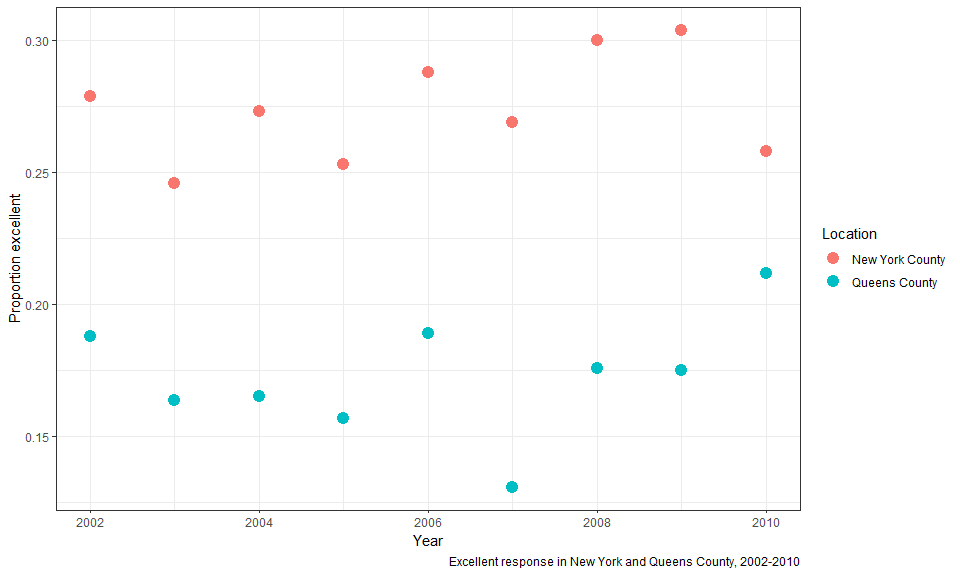 0.30
0.25
0.20
0.15
Proportion excellent
2002 2004 2006 2008 2010
Year
Excellent response in New York and Queens County, 2002-2010
Location
New York County
Queens County